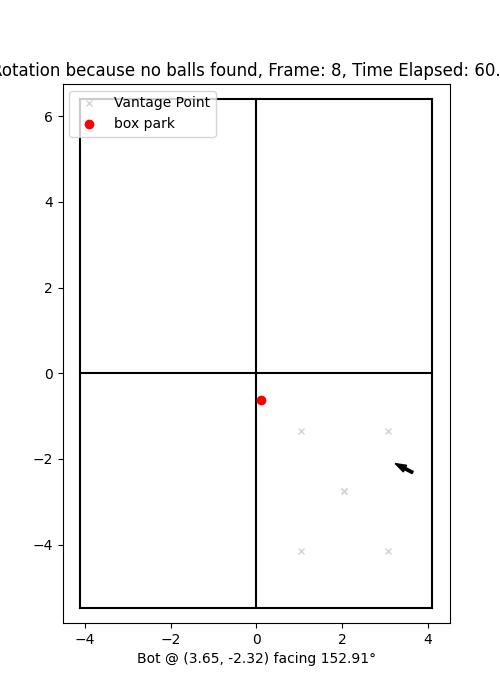 otation because no balls found, Frame: 8, Time Elapsed: 60.
Vantage Point
box park
6
4
2
0
−2
−4
−4
−2
0
2
4
Bot @ (3.65, -2.32) facing 152.91°